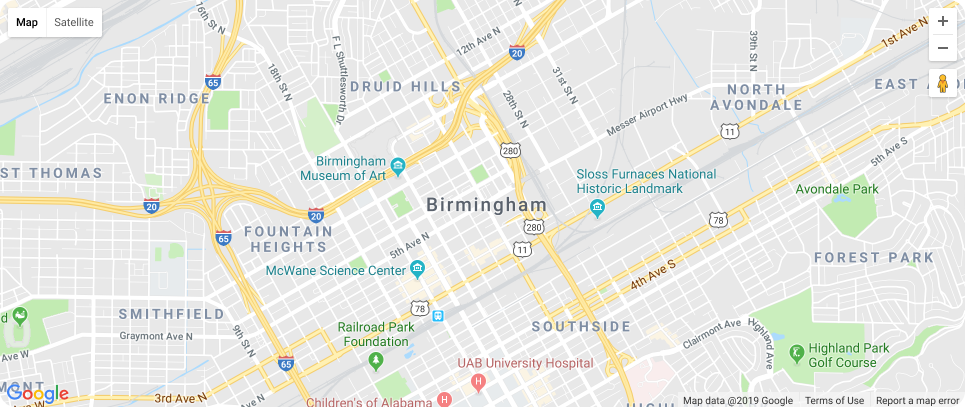 Map
Satellite
16th St N
F L Shuttlesworth Dr
12th Ave N
20
39th St N
1st Ave N
+
−
65
18th St N
DRUID HILLS
31st St N
ENON RIDGE
28th St N
NORTH
AVONDALE
Messer Airport Hwy
EAST
11
280
5th Ave S
Birmingham
Museum of Art
ST THOMAS
Sloss Furnaces National
Historic Landmark
Avondale Park
20
20
Birmingham
78
65
FOUNTAIN
HEIGHTS
280
5th Ave N
11
FOREST PARK
McWane Science Center
4th Ave S
78
SMITHFIELD
d
9th St N
Railroad Park
Foundation
SOUTHSIDE
Graymont Ave N
Clairmont Ave
Highland
Ave
Ave W
65
UAB University Hospital
H
Highland Park
Golf Course
MONT
Google
3rd Ave N
Children's of Alabama
H
HIGH
Map data @2019 Google
Terms of Use
Report a map error